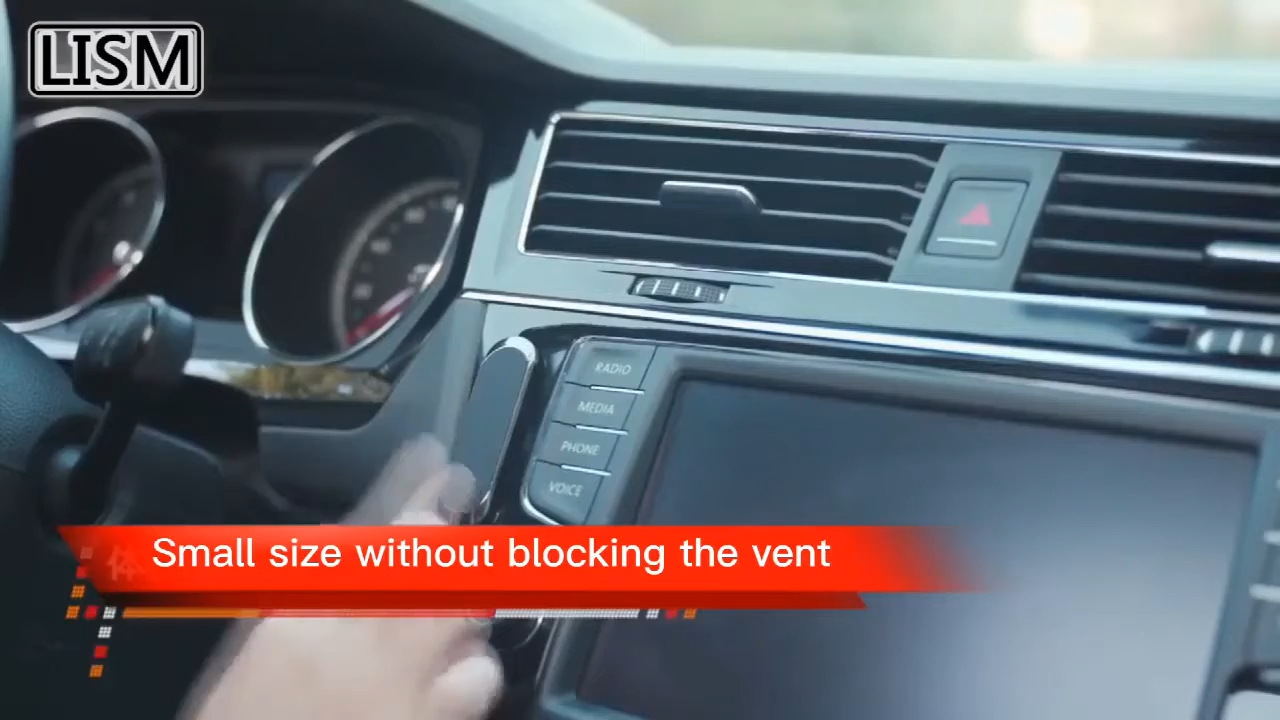 LISM
RADIO
MEDIA
PHONE
VOICE
Small size without blocking the vent